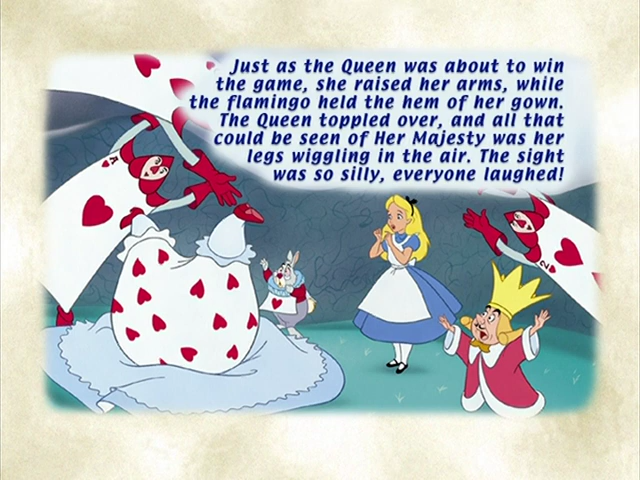 Just as the Queen was about to win
the game, she raised her arms, while
the flamingo held the hem of her gown.
The Queen toppled over, and all that
could be seen of Her Majesty was her
legs wiggling in the air. The sight
was so silly, everyone laughed!
A
2